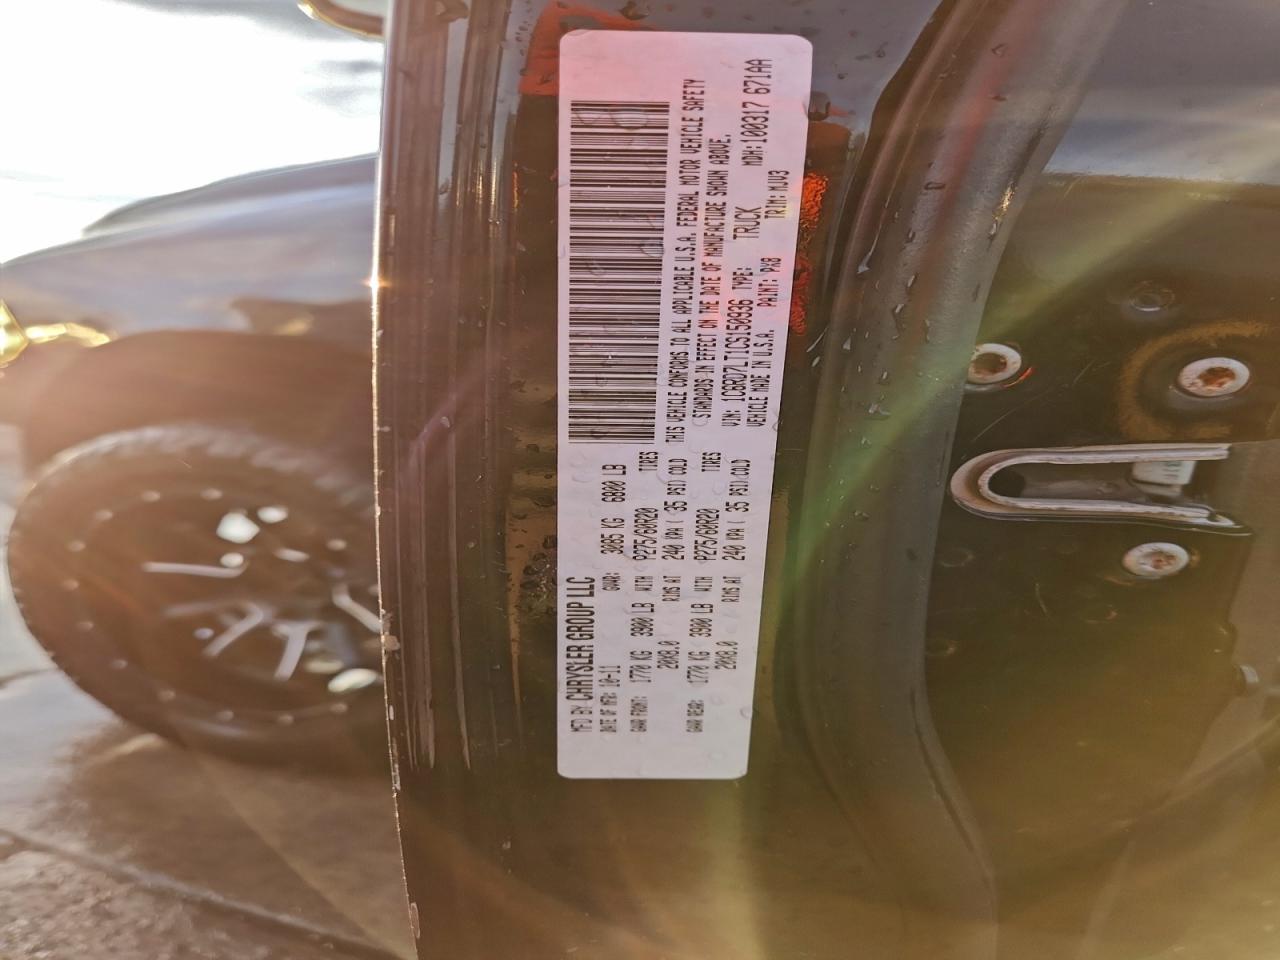 MFD BY CHRYSLER GROUP LLC
DATE OF MFR: 10-11 GVWR: 3085 KG 6800 LB
GAWR FRONT: 1770 KG / 3900 LB WITH P275/60R20 TIRES
20X8.0 RIMS AT 240 KPA ( 35 PSI) COLD
GAWR REAR: 1770 KG / 3900 LB WITH P275/60R20 TIRES
20X8.0 RIMS AT 240 KPA ( 35 PSI) COLD
THIS VEHICLE CONFORMS TO ALL APPLICABLE U.S.A. FEDERAL MOTOR VEHICLE SAFETY
STANDARDS IN EFFECT ON THE DATE OF MANUFACTURE SHOWN ABOVE.
VIN: 1C6RD7LT1CS150936 TYPE: TRUCK MDH: 100317 671AA
VEHICLE MADE IN U.S.A. PAINT: PX8 TRIM: MJV3